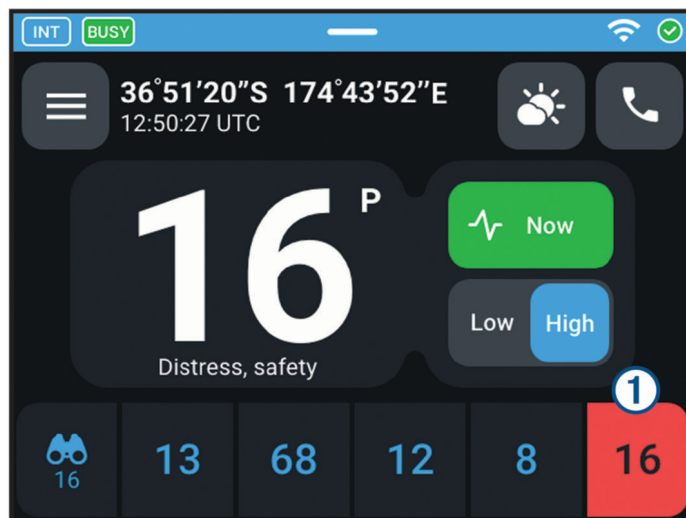 INT BUSY
36°51'20"S 174°43'52"E
12:50:27 UTC
16 P
Now
Low High
Distress, safety
1
16 13 68 12 8 16